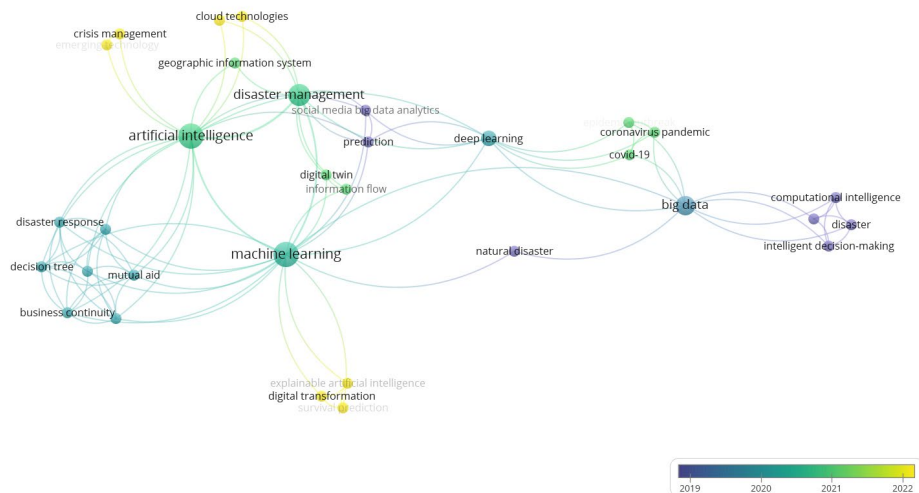 cloud technologies
crisis management
emerging technology
geographic information system
disaster management
social media big data analytics
artificial intelligence
prediction
deep learning
coronavirus pandemic
covid-19
digital twin
information flow
big data
computational intelligence
disaster
intelligent decision-making
disaster response
decision tree
mutual aid
business continuity
machine learning
natural disaster
explainable artificial intelligence
digital transformation
survival prediction
2019 2020 2021 2022